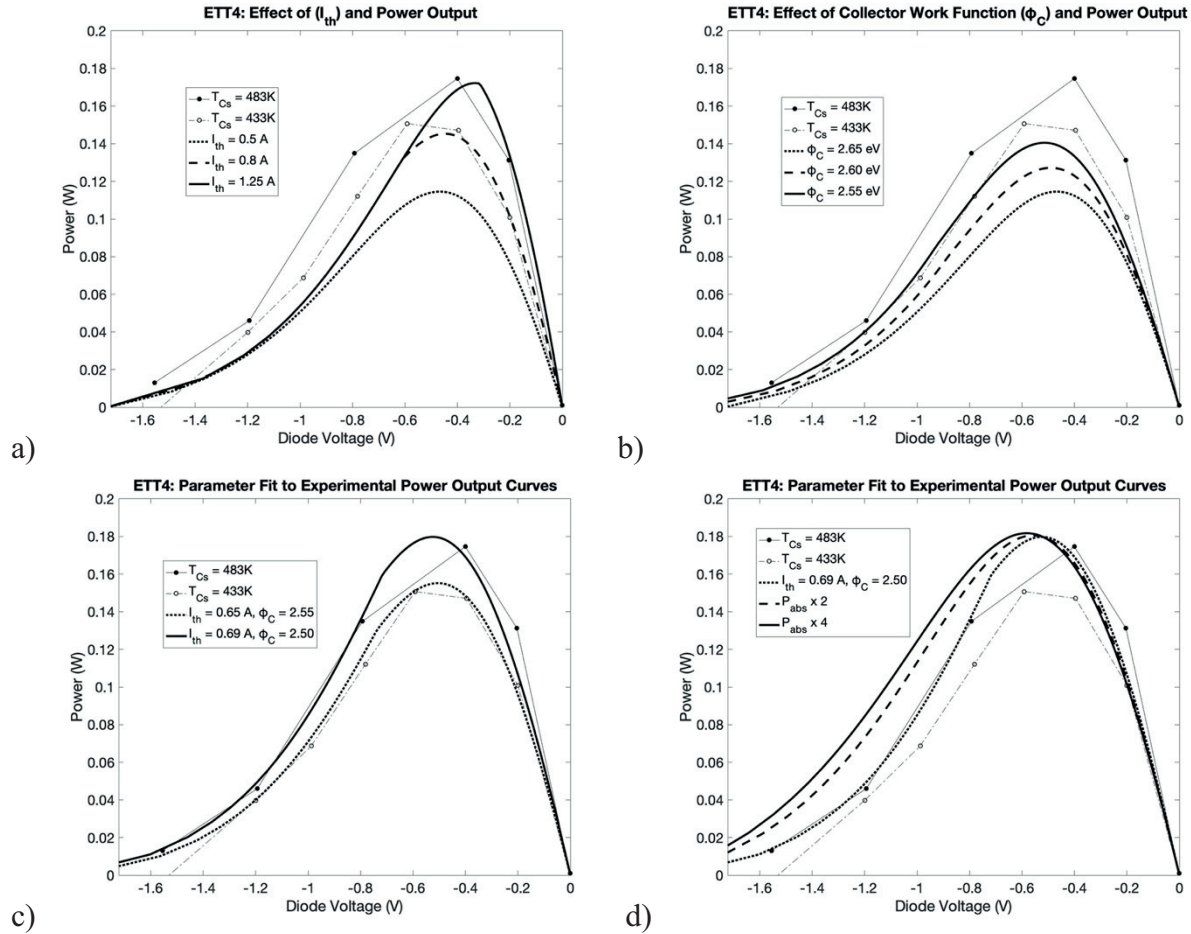 ETT4: Effect of (I_th) and Power Output
0.2
0.18
0.16
0.14
0.12
0.1
0.08
0.06
0.04
0.02
0
Power (W)
T_Cs = 483K
T_Cs = 433K
I_th = 0.5 A
I_th = 0.8 A
I_th = 1.25 A
-1.6 -1.4 -1.2 -1 -0.8 -0.6 -0.4 -0.2 0
Diode Voltage (V)
a)
ETT4: Effect of Collector Work Function (ϕ_C) and Power Output
0.2
0.18
0.16
0.14
0.12
0.1
0.08
0.06
0.04
0.02
0
Power (W)
T_Cs = 483K
T_Cs = 433K
ϕ_C = 2.65 eV
ϕ_C = 2.60 eV
ϕ_C = 2.55 eV
-1.6 -1.4 -1.2 -1 -0.8 -0.6 -0.4 -0.2 0
Diode Voltage (V)
b)
ETT4: Parameter Fit to Experimental Power Output Curves
0.2
0.18
0.16
0.14
0.12
0.1
0.08
0.06
0.04
0.02
0
Power (W)
T_Cs = 483K
T_Cs = 433K
I_th = 0.65 A, ϕ_C = 2.55
I_th = 0.69 A, ϕ_C = 2.50
-1.6 -1.4 -1.2 -1 -0.8 -0.6 -0.4 -0.2 0
Diode Voltage (V)
c)
ETT4: Parameter Fit to Experimental Power Output Curves
0.2
0.18
0.16
0.14
0.12
0.1
0.08
0.06
0.04
0.02
0
Power (W)
T_Cs = 483K
T_Cs = 433K
I_th = 0.69 A, ϕ_C = 2.50
P_abs x 2
P_abs x 4
-1.6 -1.4 -1.2 -1 -0.8 -0.6 -0.4 -0.2 0
Diode Voltage (V)
d)